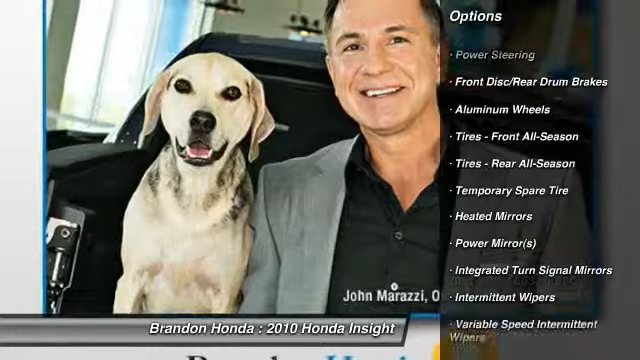 Options
· Power Steering
· Front Disc/Rear Drum Brakes
· Aluminum Wheels
· Tires - Front All-Season
· Tires - Rear All-Season
· Temporary Spare Tire
· Heated Mirrors
· Power Mirror(s)
· Integrated Turn Signal Mirrors
· Intermittent Wipers
· Variable Speed Intermittent
Wipers
John Marazzi, O
Brandon Honda : 2010 Honda Insight